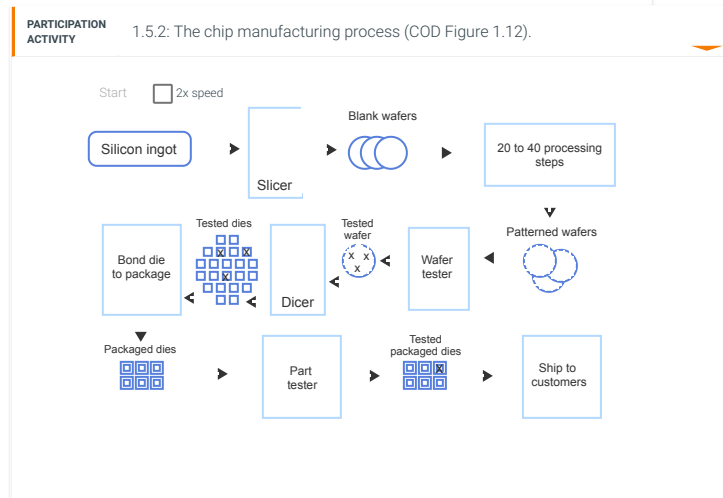 PARTICIPATION
ACTIVITY
1.5.2: The chip manufacturing process (COD Figure 1.12).
Start
2x speed
Blank wafers
Silicon ingot
Slicer
20 to 40 processing
steps
Tested dies
Tested
wafer
Patterned wafers
Bond die
to package
X X
X
Dicer
X X
X
Wafer
tester
Packaged dies
Part
tester
Tested
packaged dies
X
Ship to
customers